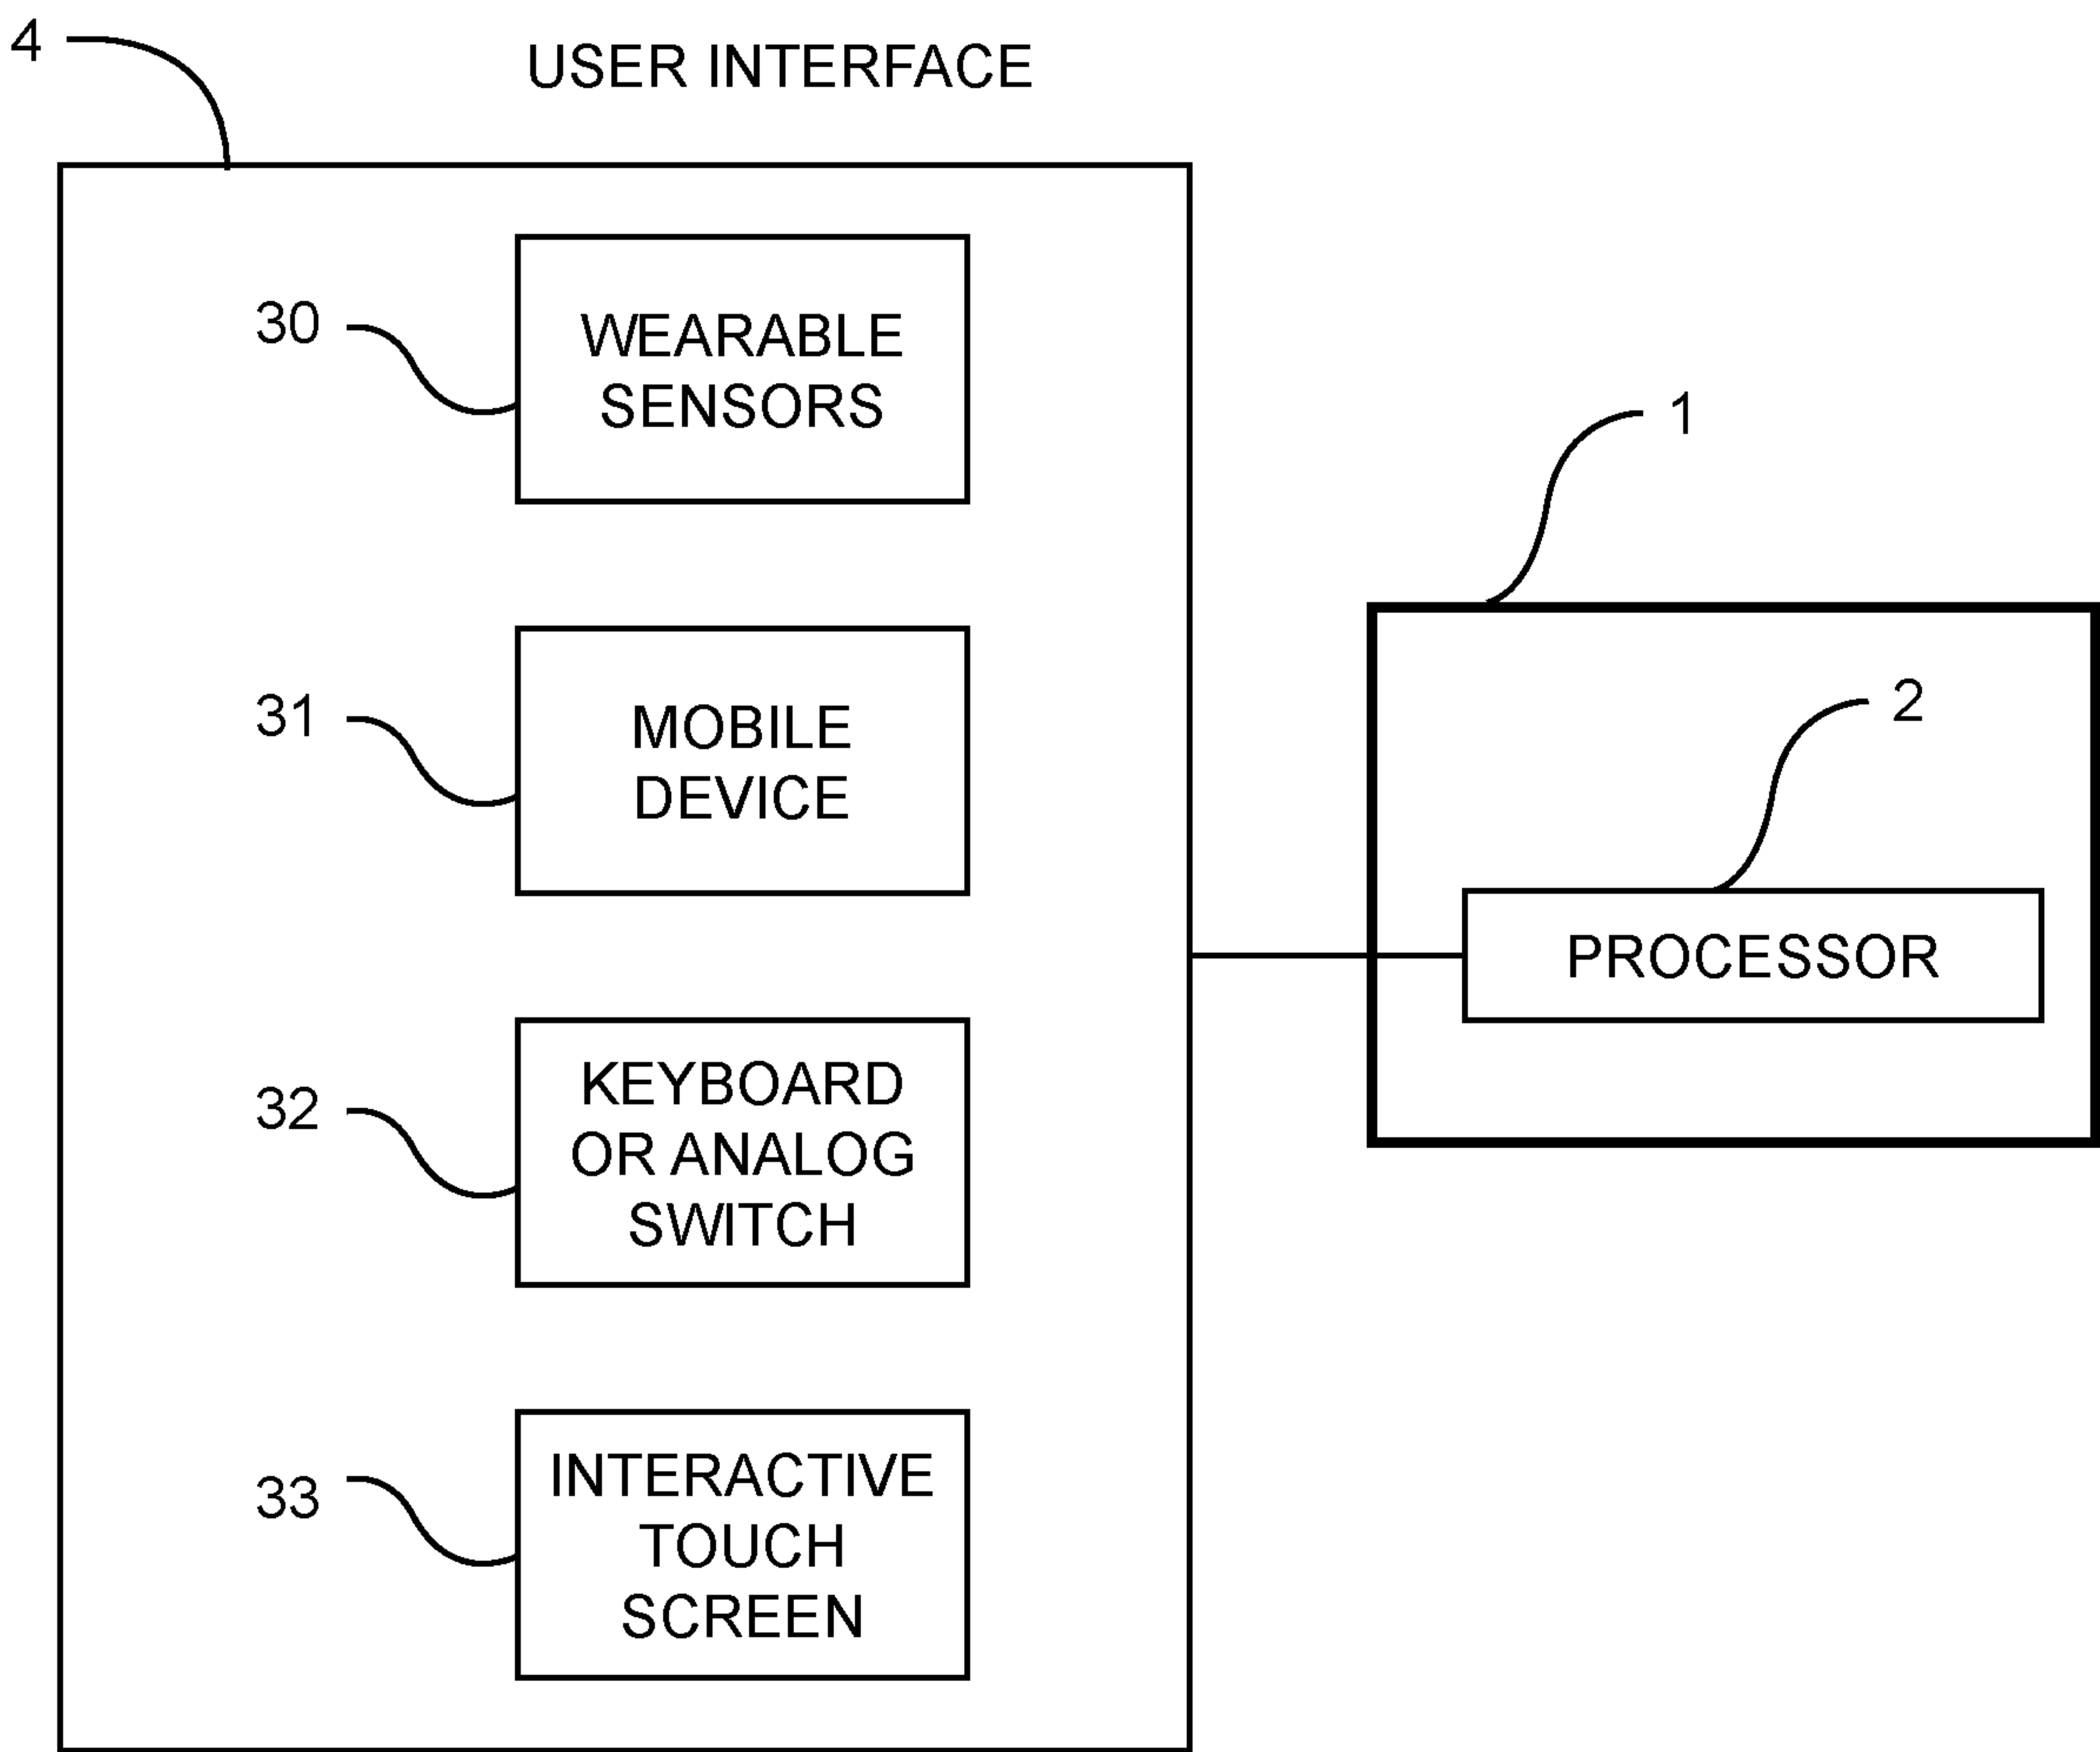 4
USER INTERFACE
30
WEARABLE
SENSORS
31
MOBILE
DEVICE
32
KEYBOARD
OR ANALOG
SWITCH
33
INTERACTIVE
TOUCH
SCREEN
1
2
PROCESSOR